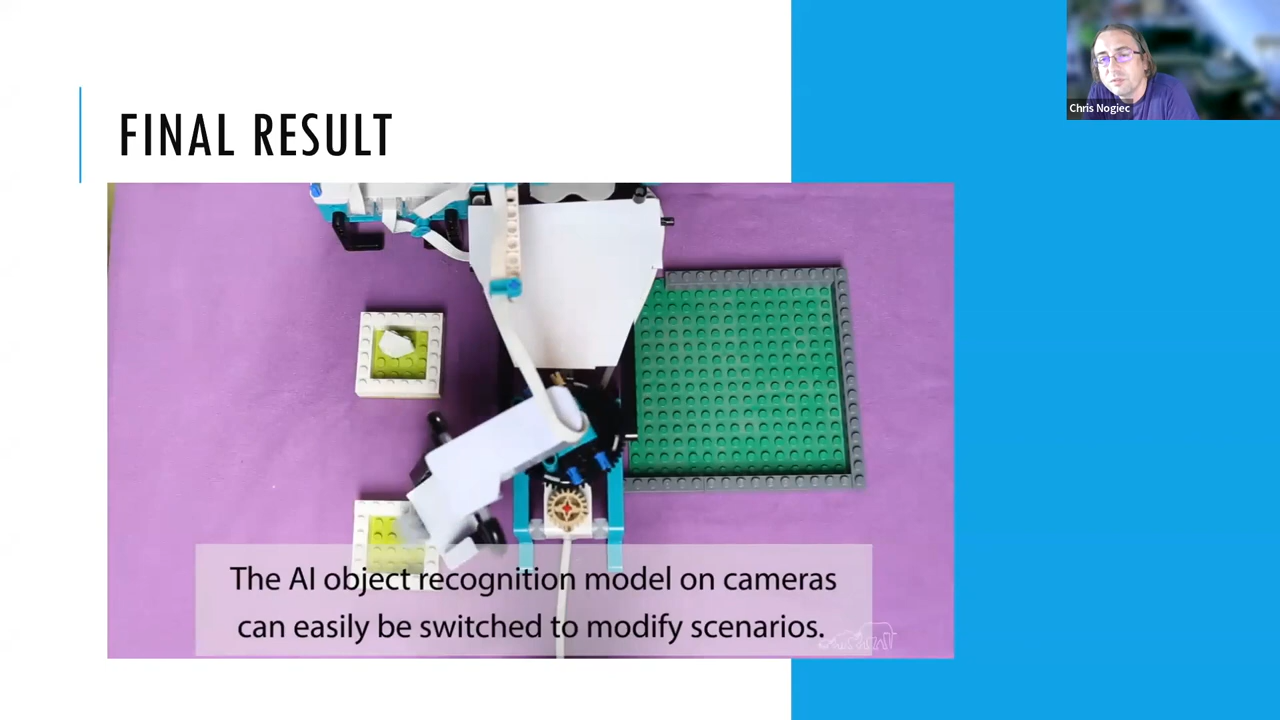 Chris Nogiec
FINAL RESULT
The AI object recognition model on cameras
can easily be switched to modify scenarios.